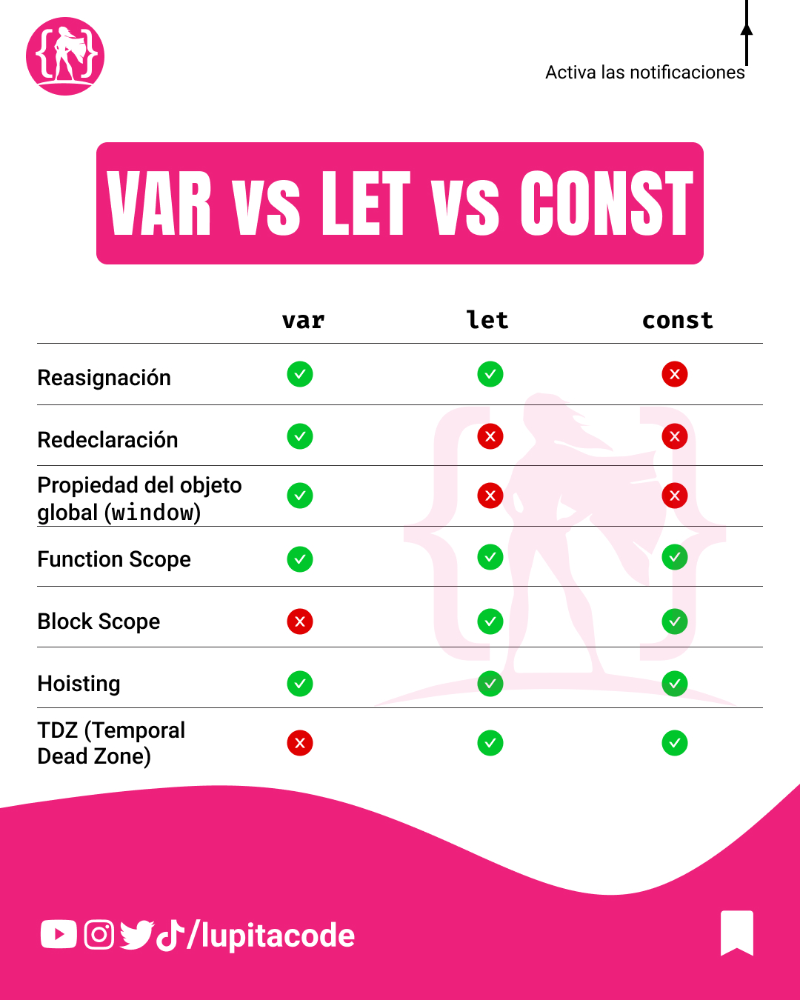 Activa las notificaciones
VAR vs LET vs CONST
var let const
Reasignación
Redeclaración
Propiedad del objeto
global (window)
Function Scope
Block Scope
Hoisting
TDZ (Temporal
Dead Zone)
/lupitacode